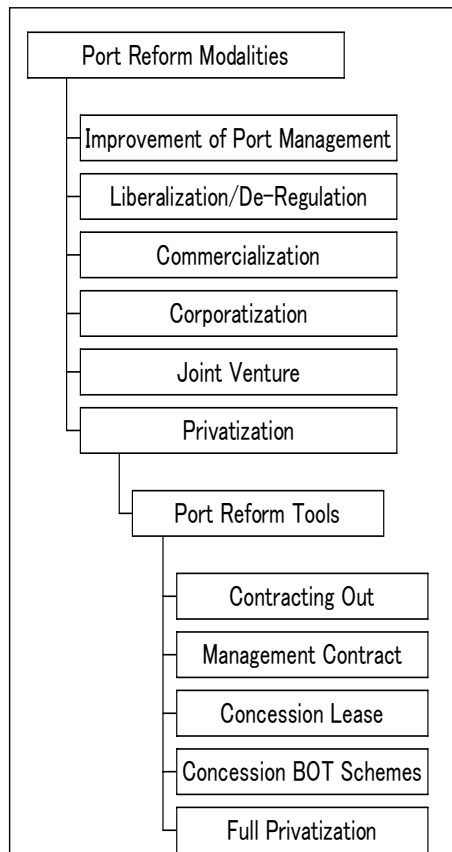 Port Reform Modalities
Improvement of Port Management
Liberalization/De-Regulation
Commercialization
Corporatization
Joint Venture
Privatization
Port Reform Tools
Contracting Out
Management Contract
Concession Lease
Concession BOT Schemes
Full Privatization